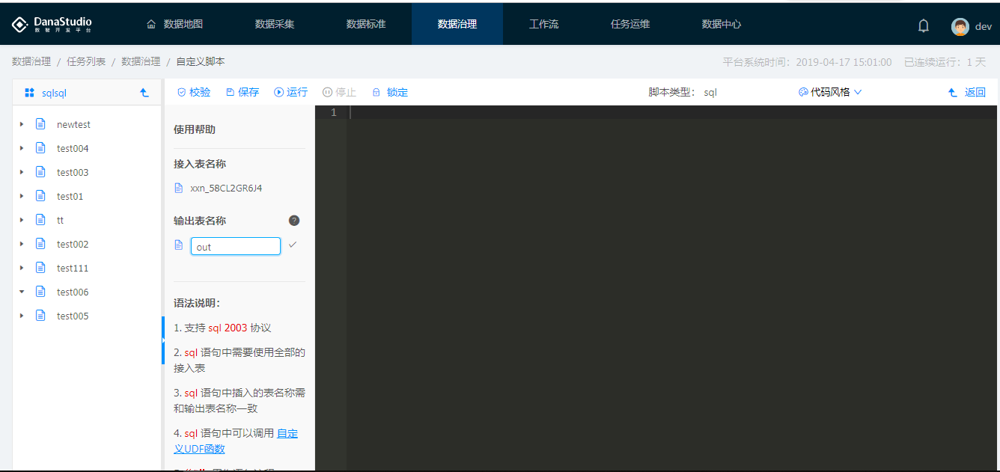 DanaStudio
数智开发平台
数据地图 数据采集 数据标准 数据治理 工作流 任务运维 数据中心 dev
数据治理 / 任务列表 / 数据治理 / 自定义脚本 平台系统时间：2019-04-17 15:01:00 已连续运行：1 天
sqlsql 校验 保存 运行 停止 锁定 脚本类型： sql 代码风格 返回
newtest
test004
test003
test01
tt
test002
test111
test006
test005
使用帮助
接入表名称
xxn_58CL2GR6J4
输出表名称 ?
out
语法说明：
1. 支持 sql 2003 协议
2. sql 语句中需要使用全部的
接入表
3. sql 语句中插入的表名称需
和输出表名称一致
4. sql 语句中可以调用 自定
义UDF函数
1